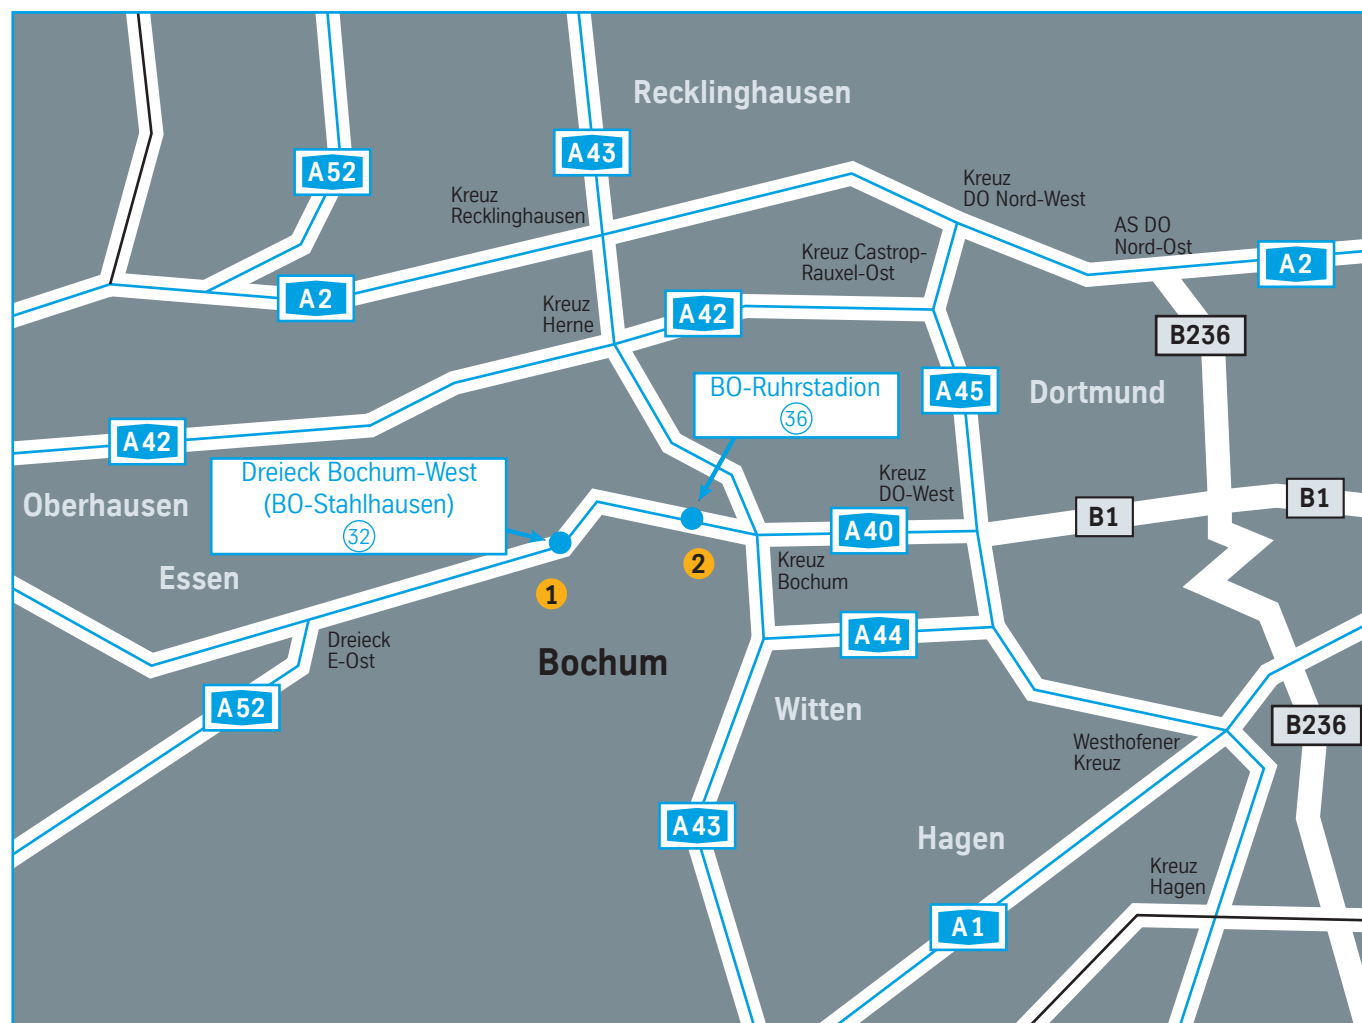 Recklinghausen
A43
A52
Kreuz
DO Nord-West
Kreuz
Recklinghausen
AS DO
Nord-Ost
Kreuz Castrop-
Rauxel-Ost
A2
A2
Kreuz
Herne
A42
B236
BO-Ruhrstadion
36
A45
Dortmund
A42
Dreieck Bochum-West
(BO-Stahlhausen)
32
Kreuz
DO-West
Oberhausen
B1
B1
A40
Essen
Kreuz
Bochum
2
1
Dreieck
E-Ost
A44
Bochum
A52
Witten
B236
Westhofener
Kreuz
A43
Hagen
Kreuz
Hagen
A1